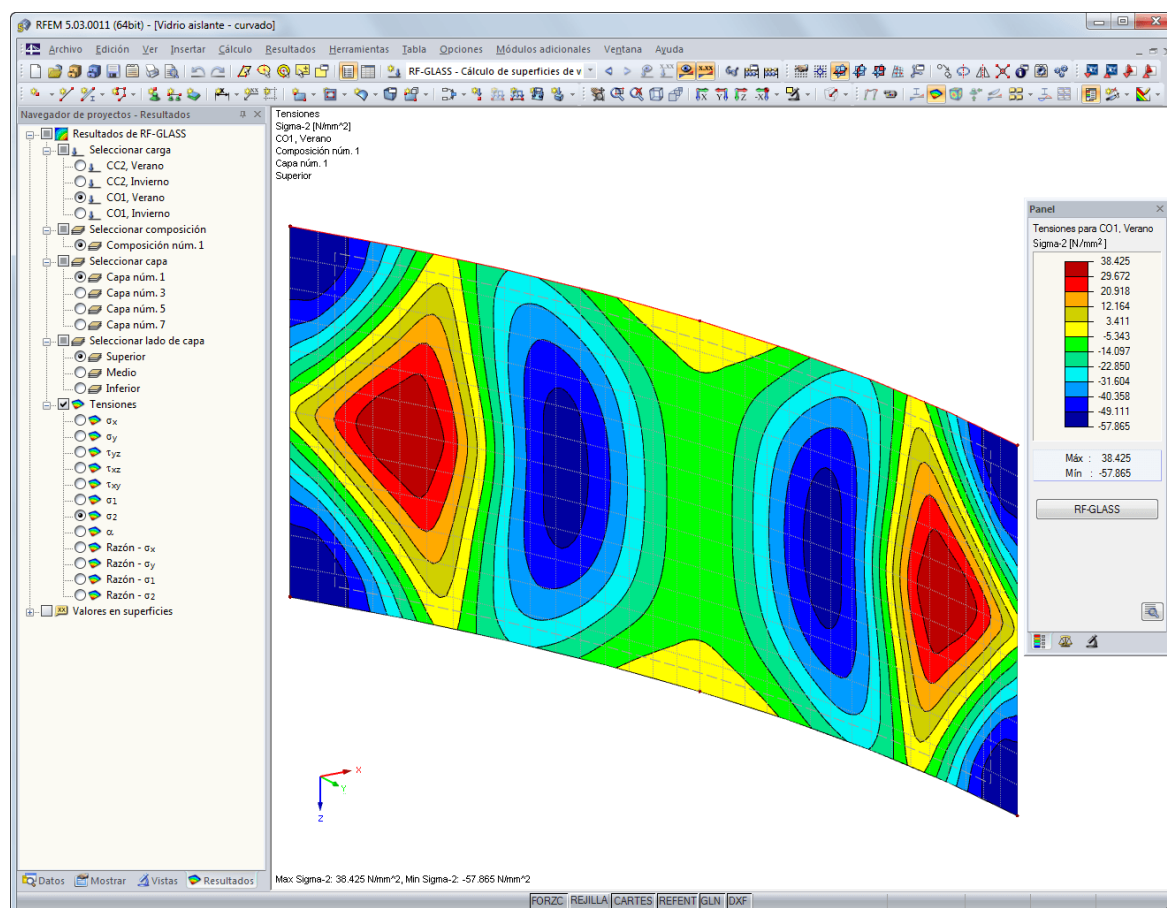 RFEM 5.03.0011 (64bit) - [Vidrio aislante - curvado]
Archivo Edición Ver Insertar Cálculo Resultados Herramientas Tabla Opciones Módulos adicionales Ventana Ayuda
RF-GLASS - Cálculo de superficies de v
Navegador de proyectos - Resultados
Resultados de RF-GLASS
Seleccionar carga
CC2, Verano
CC2, Invierno
CO1, Verano
CO1, Invierno
Seleccionar composición
Composición núm. 1
Seleccionar capa
Capa núm. 1
Capa núm. 3
Capa núm. 5
Capa núm. 7
Seleccionar lado de capa
Superior
Medio
Inferior
Tensiones
σx
σy
τyz
τxz
τxy
σ1
σ2
α
Razón - σx
Razón - σy
Razón - σ1
Razón - σ2
Valores en superficies
Datos Mostrar Vistas Resultados
Tensiones
Sigma-2 [N/mm^2]
CO1, Verano
Composición núm. 1
Capa núm. 1
Superior
X
Y
Z
Max Sigma-2: 38.425 N/mm^2, Min Sigma-2: -57.865 N/mm^2
Panel
Tensiones para CO1, Verano
Sigma-2 [N/mm²]
38.425
29.672
20.918
12.164
3.411
-5.343
-14.097
-22.850
-31.604
-40.358
-49.111
-57.865
Máx : 38.425
Mín : -57.865
RF-GLASS
FORZC REJILLA CARTES REFENT GLN DXF